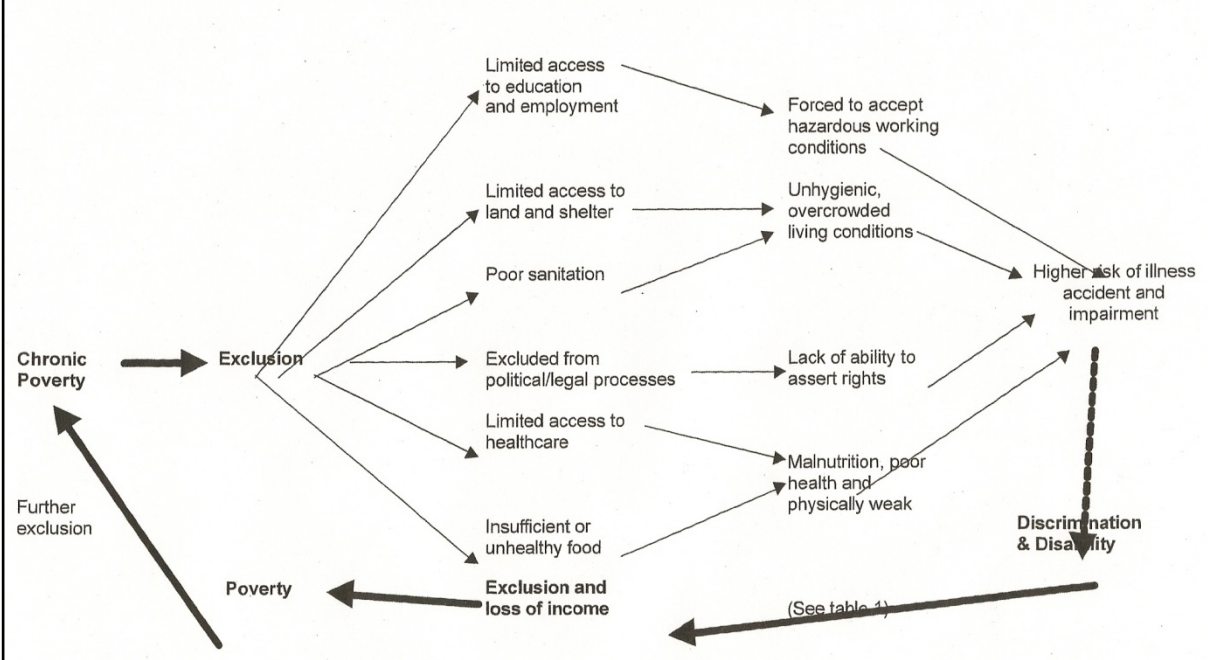 Limited access
to education
and employment
Forced to accept
hazardous working
conditions
Limited access to
land and shelter
Unhygienic,
overcrowded
living conditions
Poor sanitation
Higher risk of illness
accident and
impairment
Chronic
Poverty
Exclusion
Excluded from
political/legal processes
Lack of ability to
assert rights
Limited access to
healthcare
Malnutrition, poor
health and
physically weak
Further
exclusion
Insufficient or
unhealthy food
Discrimination
& Disability
Poverty
Exclusion and
loss of income
(See table 1)